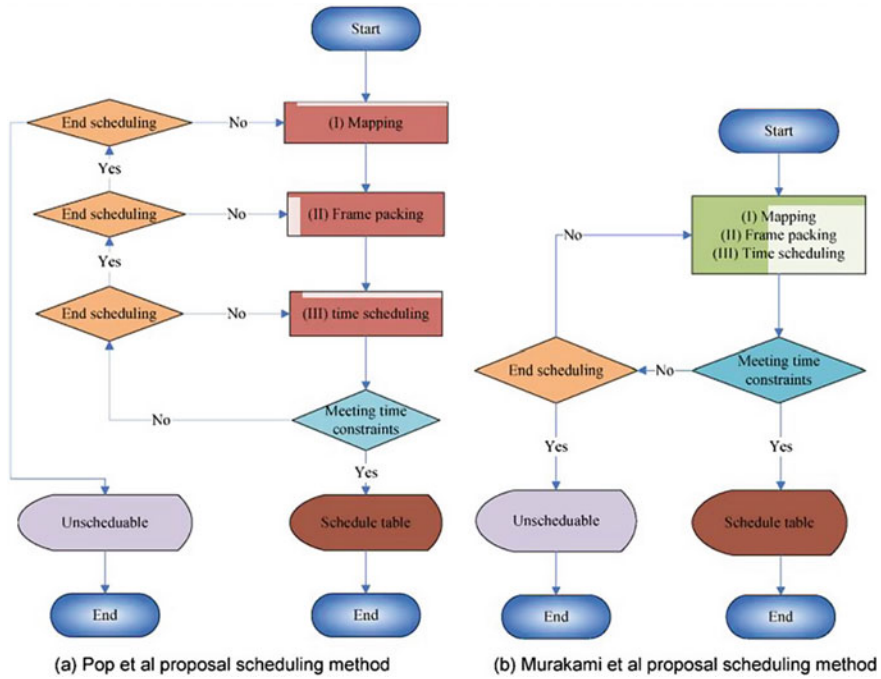 Start
End scheduling
No
(I) Mapping
Yes
End scheduling
No
(II) Frame packing
Yes
End scheduling
No
(III) time scheduling
No
Meeting time
constraints
Yes
Unscheduable
Schedule table
End
End
(a) Pop et al proposal scheduling method
Start
No
(I) Mapping
(II) Frame packing
(III) Time scheduling
End scheduling
No
Meeting time
constraints
Yes
Yes
Unscheduable
Schedule table
End
End
(b) Murakami et al proposal scheduling method